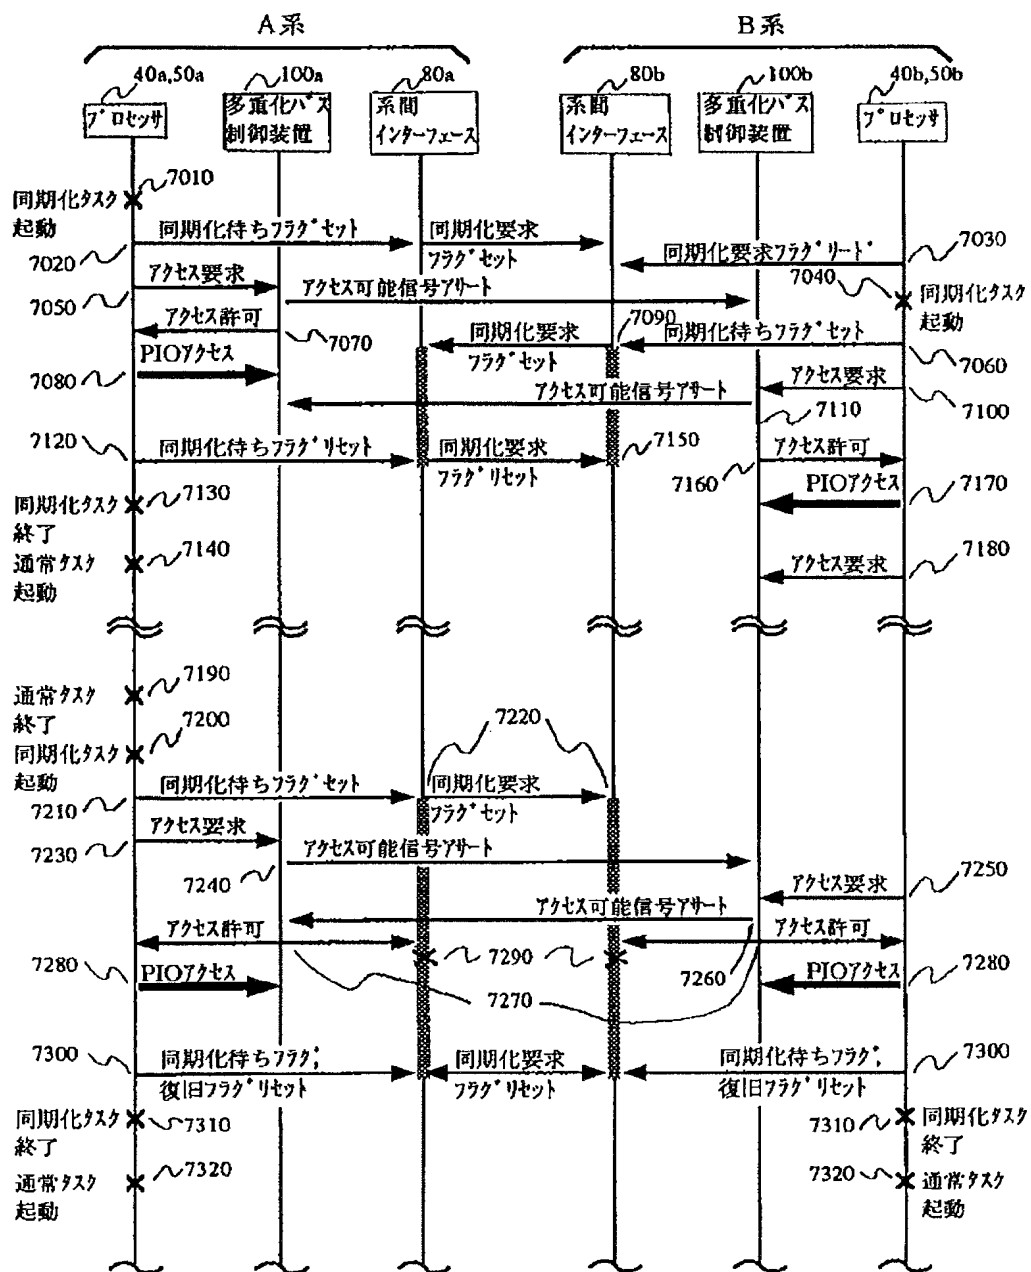 A系
B系
40a,50a
100a
80a
80b
100b
40b,50b
プロセッサ
多重化バス
制御装置
系間
インターフェース
系間
インターフェース
多重化バス
制御装置
プロセッサ
7010
同期化タスク
起動
同期化待ちフラグセット
同期化要求
フラグセット
7020
同期化要求フラグリード
7030
アクセス要求
7050
アクセス可能信号アサート
7040
同期化タスク
起動
アクセス許可
7070
同期化要求
フラグセット
7090
同期化待ちフラグセット
7060
PIOアクセス
7080
アクセス可能信号アサート
アクセス要求
7100
7110
7120
同期化待ちフラグリセット
同期化要求
フラグリセット
7150
アクセス許可
7160
7130
同期化タスク
終了
PIOアクセス
7170
7140
通常タスク
起動
アクセス要求
7180
7190
通常タスク
終了
7200
同期化タスク
起動
7220
同期化待ちフラグセット
同期化要求
フラグセット
7210
アクセス要求
7230
アクセス可能信号アサート
7240
アクセス要求
7250
アクセス可能信号アサート
アクセス許可
アクセス許可
7290
7260
7280
PIOアクセス
7270
PIOアクセス
7280
7300
同期化待ちフラグ,
復旧フラグリセット
同期化要求
フラグリセット
同期化待ちフラグ,
復旧フラグリセット
7300
同期化タスク
終了
7310
7310
同期化タスク
終了
7320
通常タスク
起動
7320
通常タスク
起動